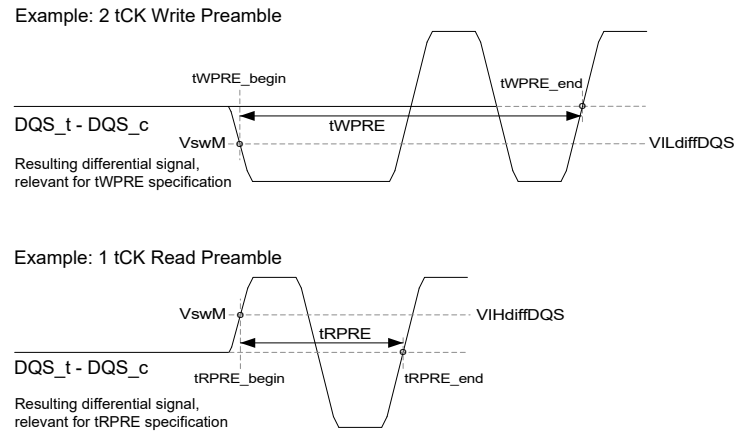 Example: 2 tCK Write Preamble
tWPRE_begin
tWPRE_end
DQS_t - DQS_c
tWPRE
VswM
VILdiffDQS
Resulting differential signal,
relevant for tWPRE specification
Example: 1 tCK Read Preamble
VswM
VIHdiffDQS
tRPRE
DQS_t - DQS_c
tRPRE_begin
tRPRE_end
Resulting differential signal,
relevant for tRPRE specification